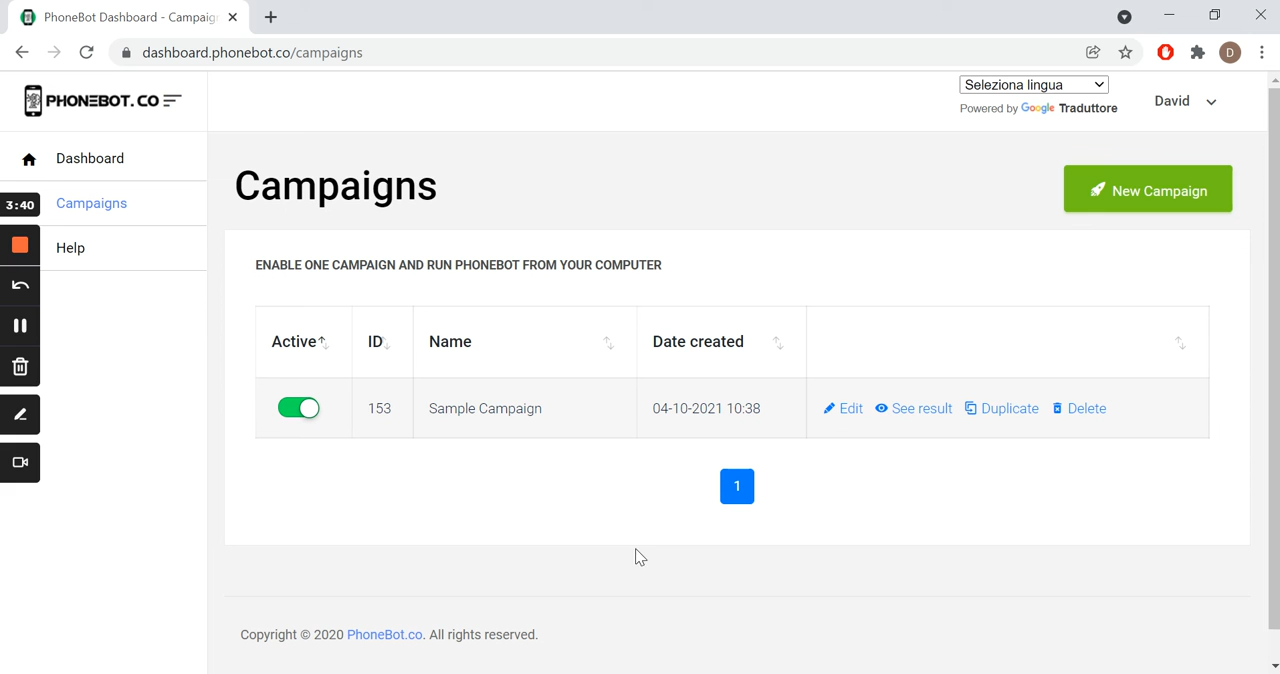 PhoneBot Dashboard - Campaig
dashboard.phonebot.co/campaigns
D
PHONEBOT.CO
Seleziona lingua
Powered by Google Traduttore
David
Dashboard
Campaigns
Help
3:40
Campaigns
New Campaign
ENABLE ONE CAMPAIGN AND RUN PHONEBOT FROM YOUR COMPUTER
Active ID Name Date created
153 Sample Campaign 04-10-2021 10:38 Edit See result Duplicate Delete
1
Copyright © 2020 PhoneBot.co. All rights reserved.